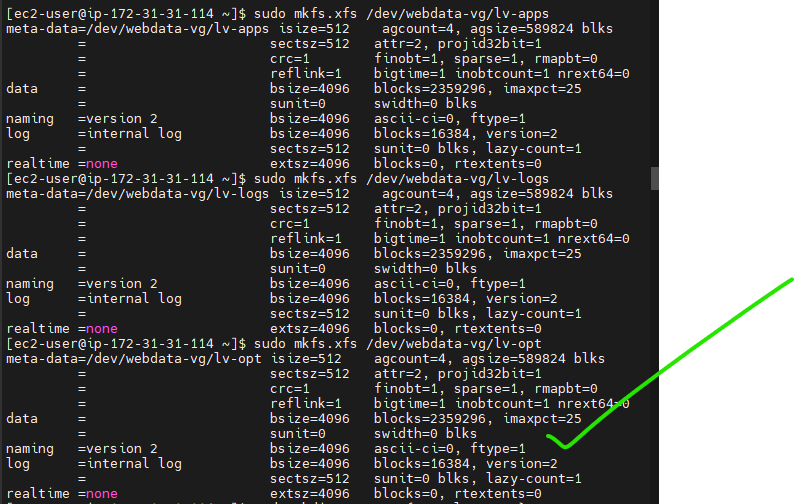 [ec2-user@ip-172-31-31-114 ~]$ sudo mkfs.xfs /dev/webdata-vg/lv-apps
meta-data=/dev/webdata-vg/lv-apps isize=512    agcount=4, agsize=589824 blks
         =                       sectsz=512   attr=2, projid32bit=1
         =                       crc=1        finobt=1, sparse=1, rmapbt=0
         =                       reflink=1    bigtime=1 inobtcount=1 nrext64=0
data     =                       bsize=4096   blocks=2359296, imaxpct=25
         =                       sunit=0      swidth=0 blks
naming   =version 2              bsize=4096   ascii-ci=0, ftype=1
log      =internal log           bsize=4096   blocks=16384, version=2
         =                       sectsz=512   sunit=0 blks, lazy-count=1
realtime =none                   extsz=4096   blocks=0, rtextents=0
[ec2-user@ip-172-31-31-114 ~]$ sudo mkfs.xfs /dev/webdata-vg/lv-logs
meta-data=/dev/webdata-vg/lv-logs isize=512    agcount=4, agsize=589824 blks
         =                       sectsz=512   attr=2, projid32bit=1
         =                       crc=1        finobt=1, sparse=1, rmapbt=0
         =                       reflink=1    bigtime=1 inobtcount=1 nrext64=0
data     =                       bsize=4096   blocks=2359296, imaxpct=25
         =                       sunit=0      swidth=0 blks
naming   =version 2              bsize=4096   ascii-ci=0, ftype=1
log      =internal log           bsize=4096   blocks=16384, version=2
         =                       sectsz=512   sunit=0 blks, lazy-count=1
realtime =none                   extsz=4096   blocks=0, rtextents=0
[ec2-user@ip-172-31-31-114 ~]$ sudo mkfs.xfs /dev/webdata-vg/lv-opt
meta-data=/dev/webdata-vg/lv-opt isize=512    agcount=4, agsize=589824 blks
         =                       sectsz=512   attr=2, projid32bit=1
         =                       crc=1        finobt=1, sparse=1, rmapbt=0
         =                       reflink=1    bigtime=1 inobtcount=1 nrext64=0
data     =                       bsize=4096   blocks=2359296, imaxpct=25
         =                       sunit=0      swidth=0 blks
naming   =version 2              bsize=4096   ascii-ci=0, ftype=1
log      =internal log           bsize=4096   blocks=16384, version=2
         =                       sectsz=512   sunit=0 blks, lazy-count=1
realtime =none                   extsz=4096   blocks=0, rtextents=0